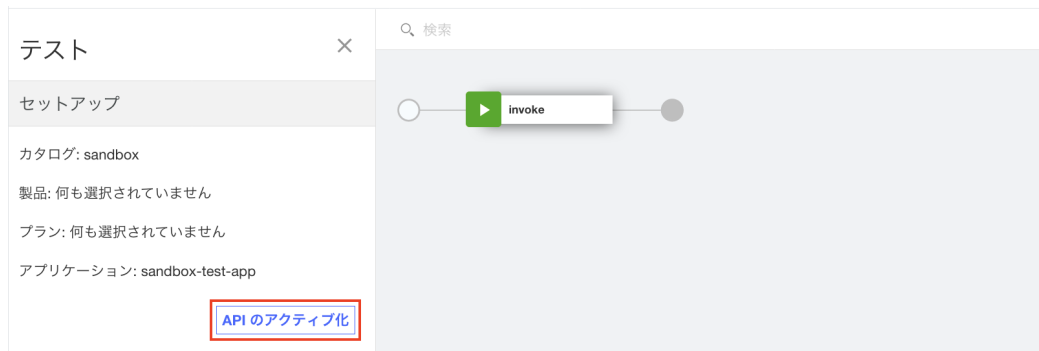 テスト
セットアップ
カタログ: sandbox
製品: 何も選択されていません
プラン: 何も選択されていません
アプリケーション: sandbox-test-app
API のアクティブ化
検索
invoke